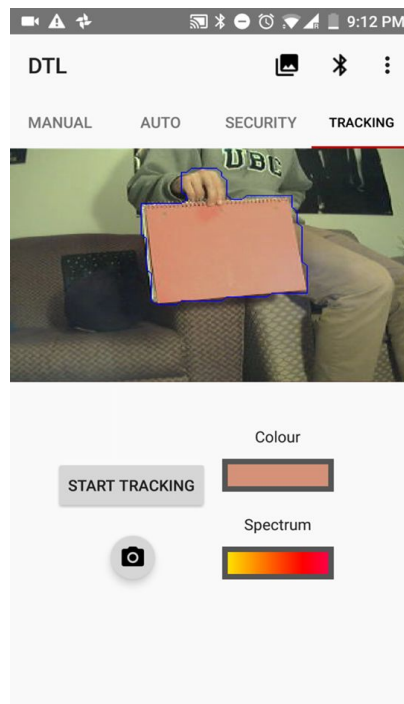 9:12 PM
DTL
MANUAL AUTO SECURITY TRACKING
UBC
Colour
START TRACKING
Spectrum